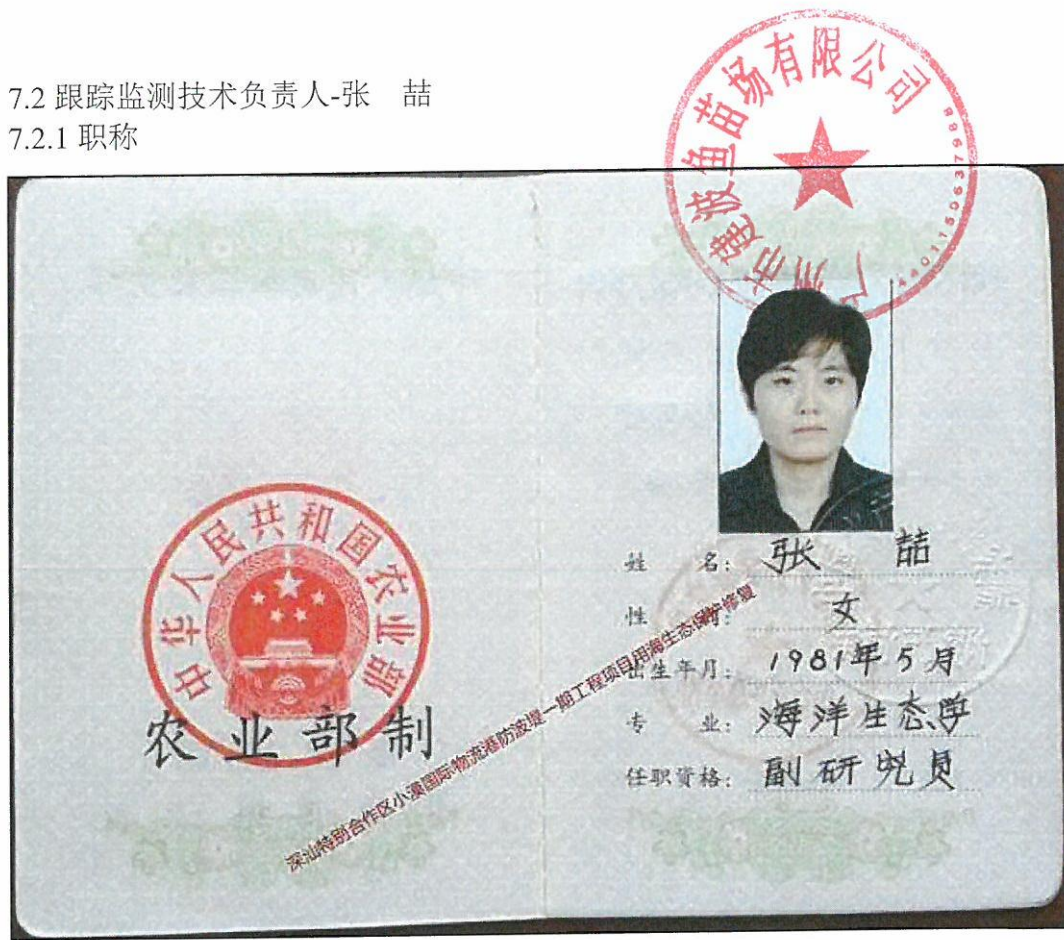 7.2 跟踪监测技术负责人-张 喆
7.2.1 职称
广州市建波鱼苗场有限公司
中华人民共和国农业部
农业部制
姓 名: 张 喆
性 别: 女
出生年月: 1981年5月
专 业: 海洋生态学
任职资格: 副研究员
深汕特别合作区小漠国际物流港防波堤一期工程项目用海生态保护修复